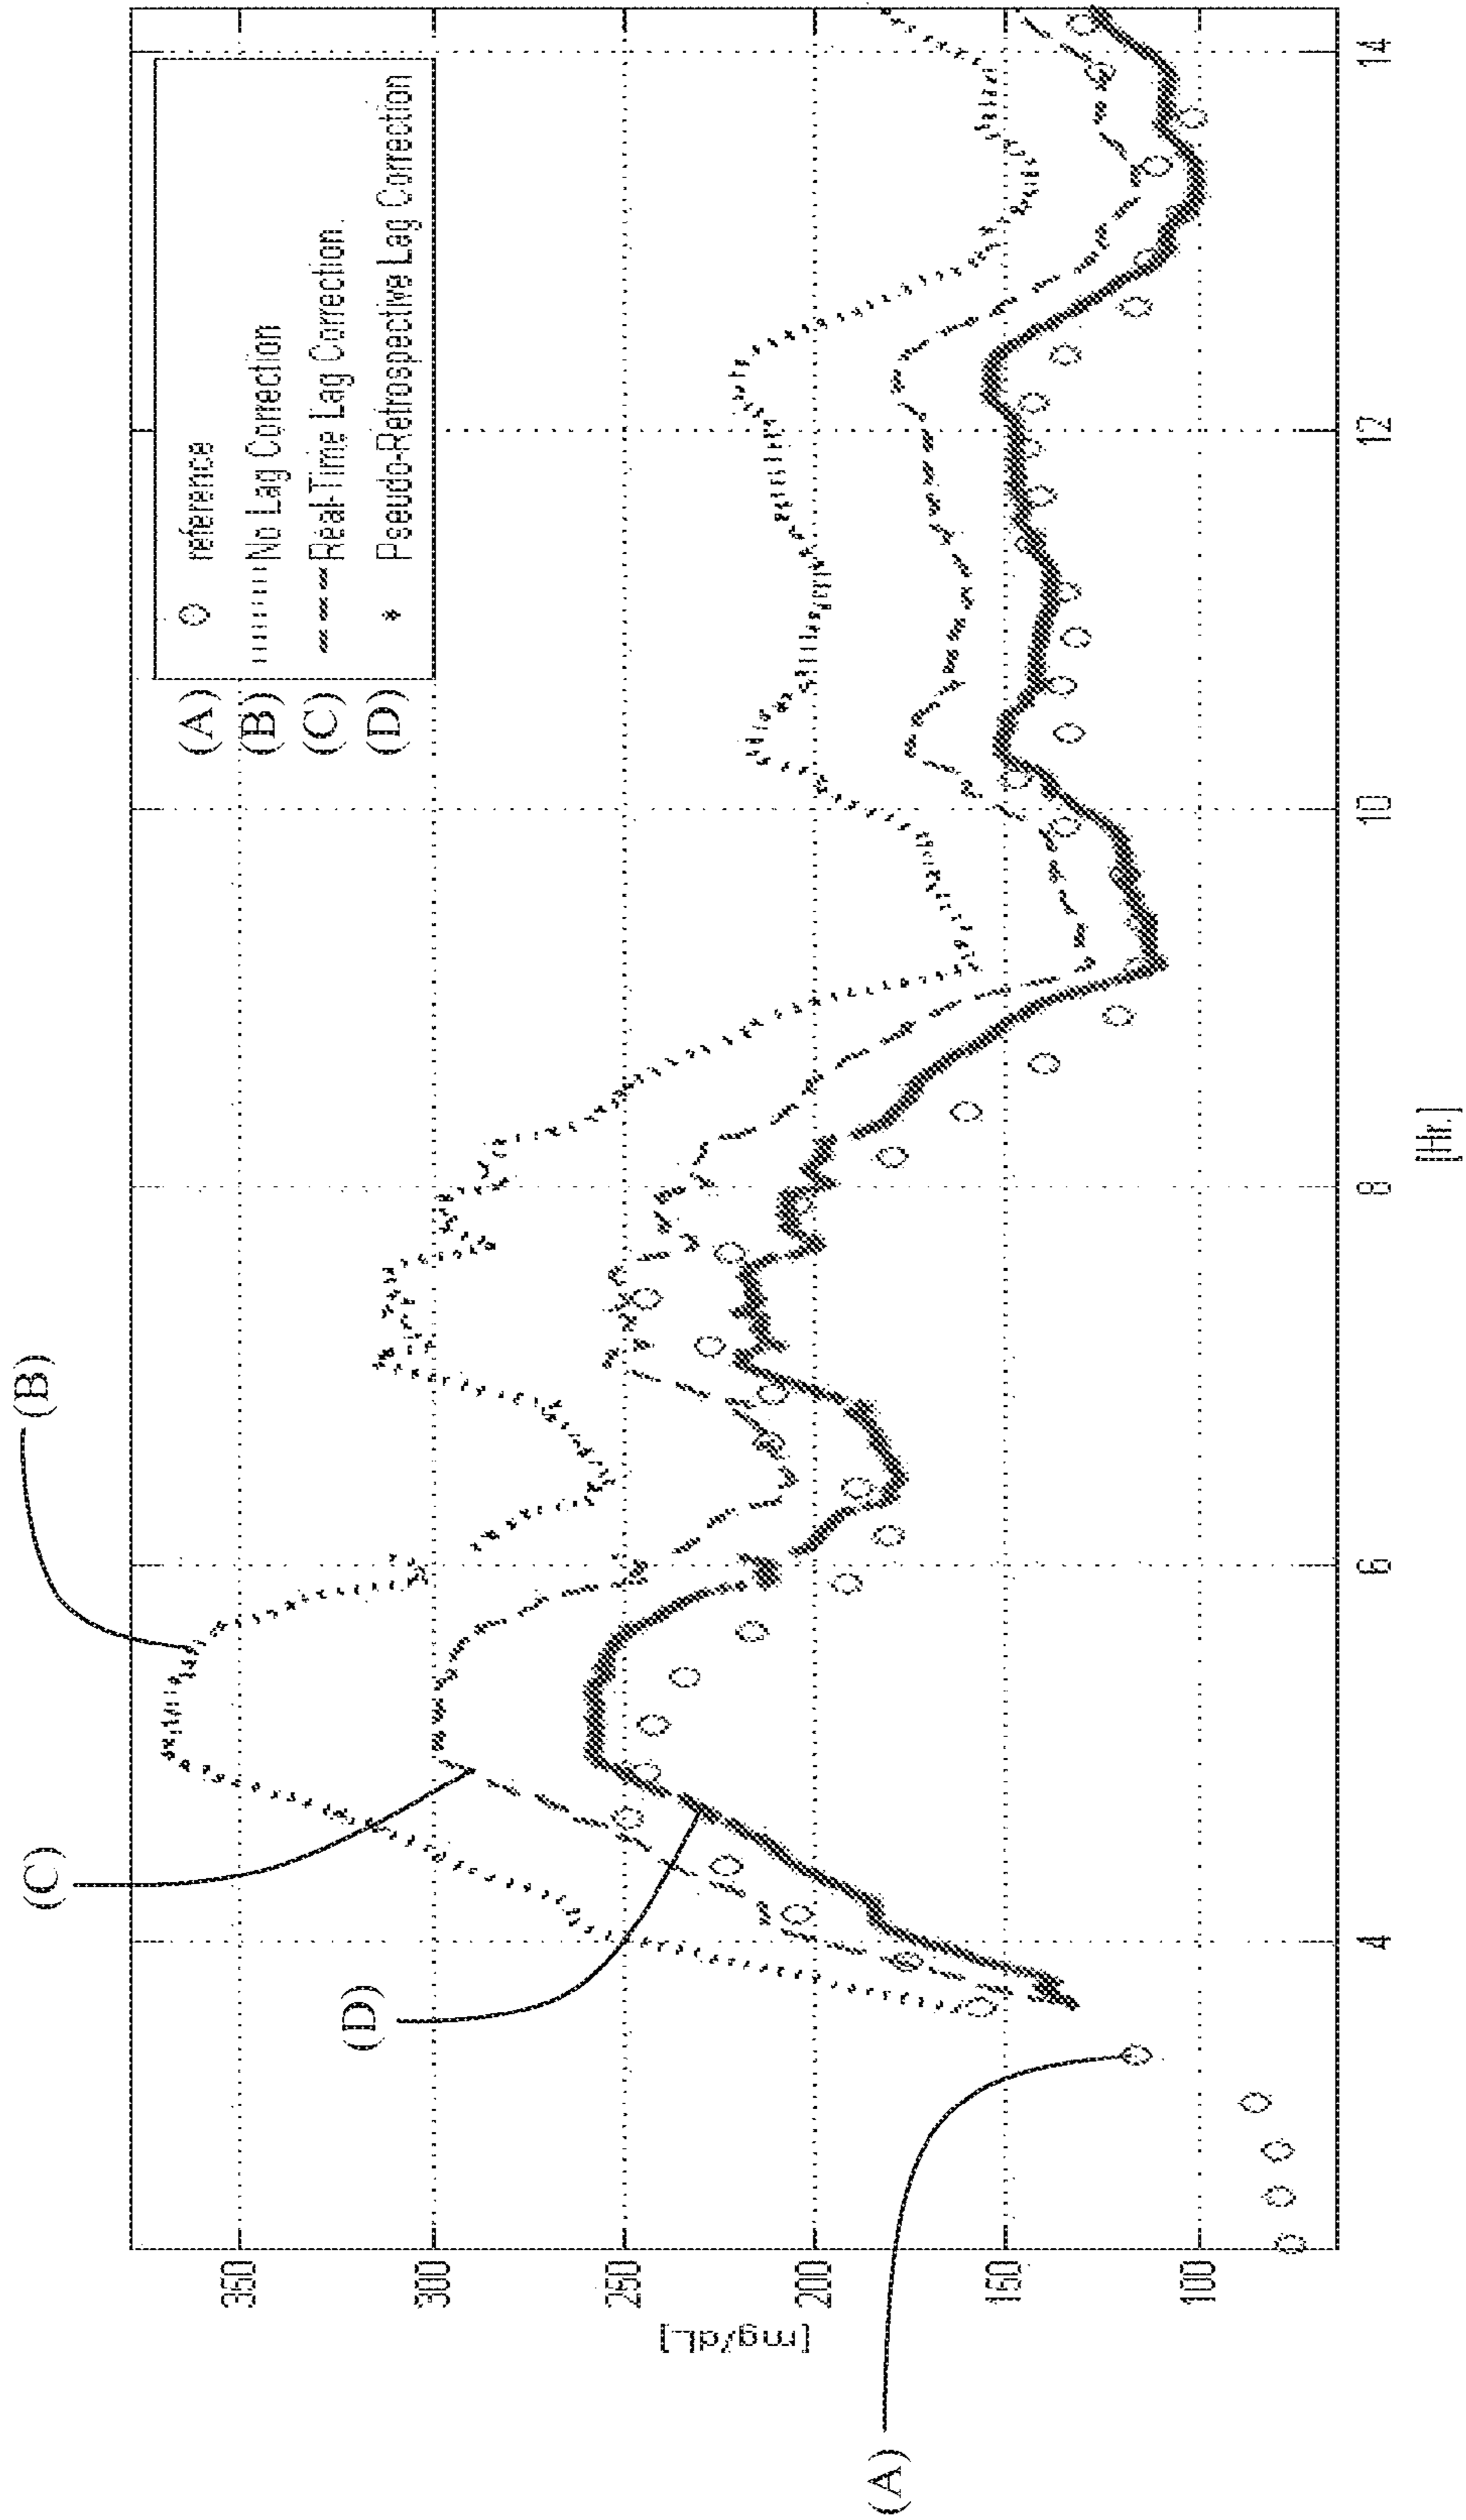 (B)
(C)
(D)
(A)
(A) reference
(B) No Lag Correction
(C) Real-Time Lag Correction
(D) * Pseudo-Retrospective Lag Correction
350
300
250
200
150
100
[mg/dL]
4
6
8
10
12
14
[Hr.]